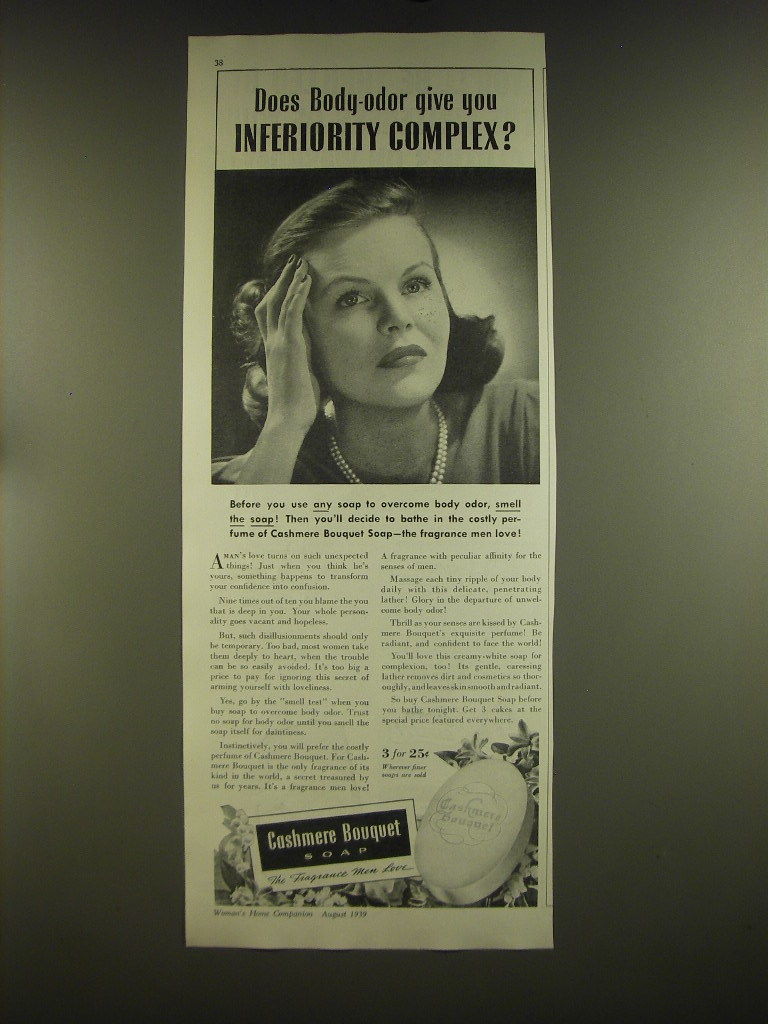 38
Does Body-odor give you
INFERIORITY COMPLEX?
Before you use any soap to overcome body odor, smell
the soap! Then you'll decide to bathe in the costly per-
fume of Cashmere Bouquet Soap—the fragrance men love!
A MAN'S love turns on such unexpected
things! Just when you think he's
yours, something happens to transform
your confidence into confusion.
Nine times out of ten you blame the you
that is deep in you. Your whole person-
ality goes vacant and hopeless.
But, such disillusionments should only
be temporary. Too bad, most women take
them deeply to heart, when the trouble
can be so easily avoided. It's too big a
price to pay for ignoring this secret of
arming yourself with loveliness.
Yes, go by the "smell test" when you
buy soap to overcome body odor. Trust
no soap for body odor until you smell the
soap itself for daintiness.
Instinctively, you will prefer the costly
perfume of Cashmere Bouquet. For Cash-
mere Bouquet is the only fragrance of its
kind in the world, a secret treasured by
us for years. It's a fragrance men love!
A fragrance with peculiar affinity for the
senses of men.
Massage each tiny ripple of your body
daily with this delicate, penetrating
lather! Glory in the departure of unwel-
come body odor!
Thrill as your senses are kissed by Cash-
mere Bouquet's exquisite perfume! Be
radiant, and confident to face the world!
You'll love this creamy-white soap for
complexion, too! Its gentle, caressing
lather removes dirt and cosmetics so thor-
oughly, and leaves skin smooth and radiant.
So buy Cashmere Bouquet Soap before
you bathe tonight. Get 3 cakes at the
special price featured everywhere.
3 for 25¢
Wherever finer
soaps are sold
Cashmere
Bouquet
Cashmere Bouquet
SOAP
The Fragrance Men Love
Woman's Home Companion August 1939